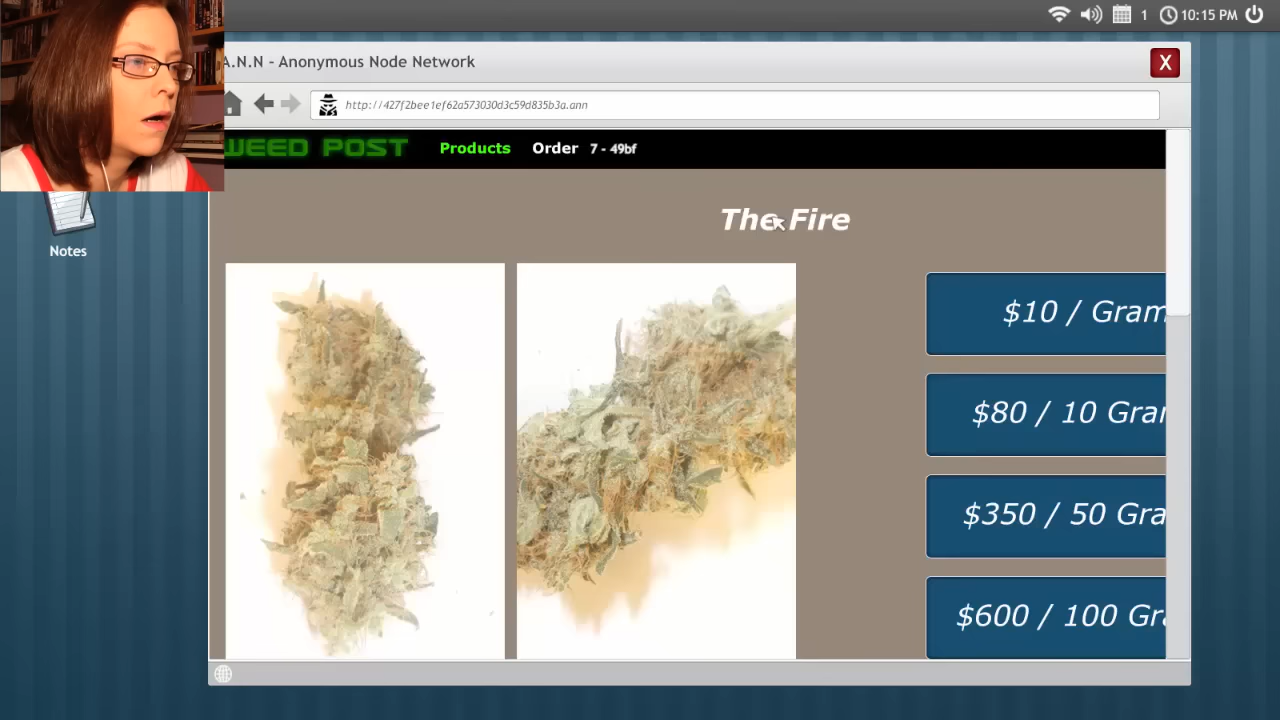 1
10:15 PM
A.N.N - Anonymous Node Network
X
http://427f2bee1ef62a573030d3c59d835b3a.ann
WEED POST
Products
Order
7 - 49bf
Notes
The Fire
$10 / Gram
$80 / 10 Gra
$350 / 50 Gra
$600 / 100 Gr